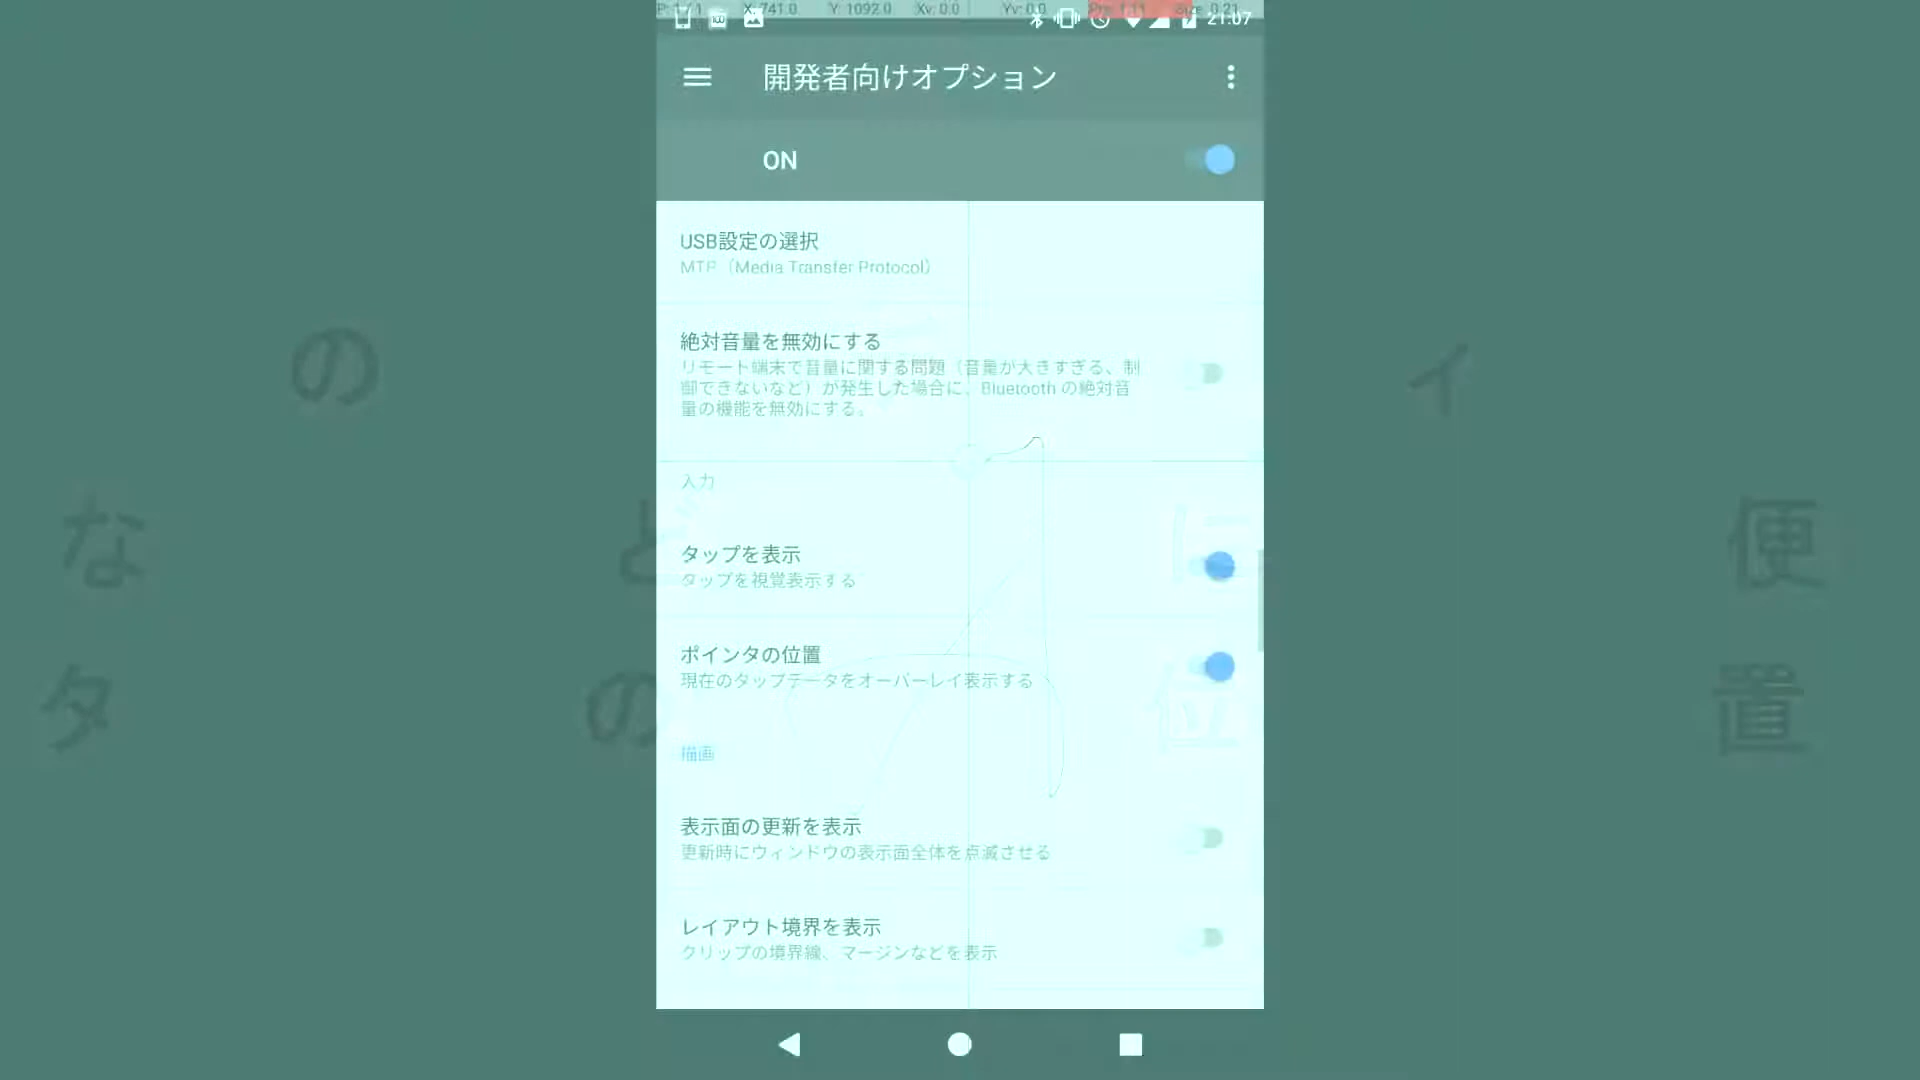 P: 1 / 1 X: 741.0 Y: 1092.0 Xv: 0.0 Yv: 0.0 Prs: 1.11 Size: 0.21
21:07
開発者向けオプション
ON
USB設定の選択
MTP（Media Transfer Protocol）
絶対音量を無効にする
リモート端末で音量に関する問題（音量が大きすぎる、制
御できないなど）が発生した場合に、Bluetooth の絶対音
量の機能を無効にする。
入力
タップを表示
タップを視覚表示する
ポインタの位置
現在のタップデータをオーバーレイ表示する
描画
表示面の更新を表示
更新時にウィンドウの表示面全体を点滅させる
レイアウト境界を表示
クリップの境界線、マージンなどを表示
の イ
な と に 便
タ の 位 置